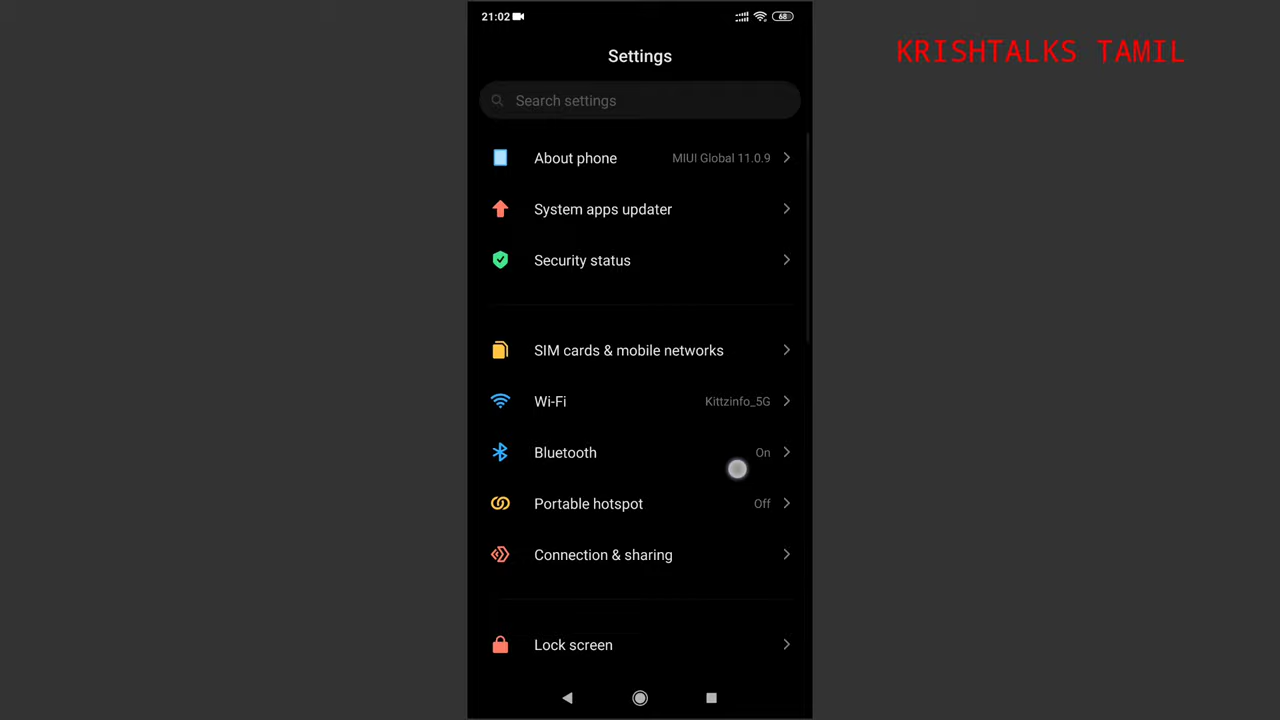 21:02
68
KRISHTALKS TAMIL
Settings
Search settings
About phone MIUI Global 11.0.9
System apps updater
Security status
SIM cards & mobile networks
Wi-Fi Kittzinfo_5G
Bluetooth On
Portable hotspot Off
Connection & sharing
Lock screen